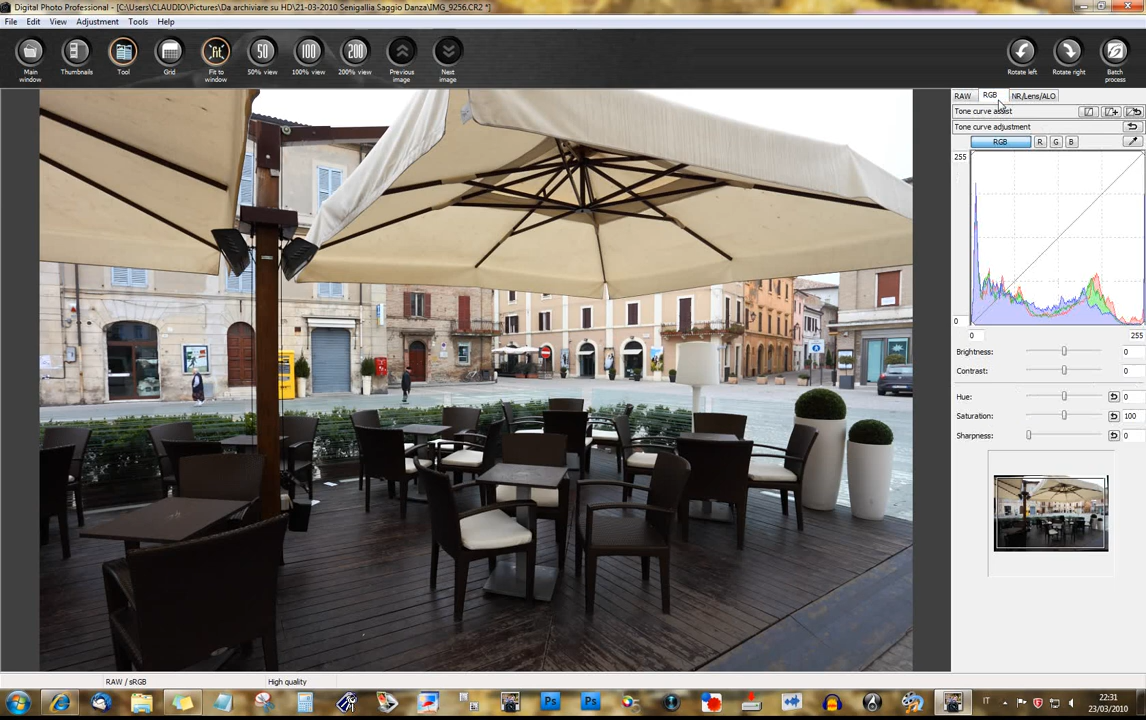 Digital Photo Professional - [C:\Users\CLAUDIO\Pictures\Da archiviare su HD\21-03-2010 Senigallia Saggio Danza\IMG_9256.CR2 *]
File Edit View Adjustment Tools Help
Main window
Thumbnails
Tool
Grid
fit
Fit to window
50
50% view
100
100% view
200
200% view
Previous image
Next image
Rotate left
Rotate right
Batch process
RAW RGB NR/Lens/ALO
Tone curve assist
Tone curve adjustment
RGB R G B
255
0
0 255
Brightness: 0
Contrast: 0
Hue: 0
Saturation: 100
Sharpness: 0
RAW / sRGB High quality
Ps Ps
IT
22:31
23/03/2010